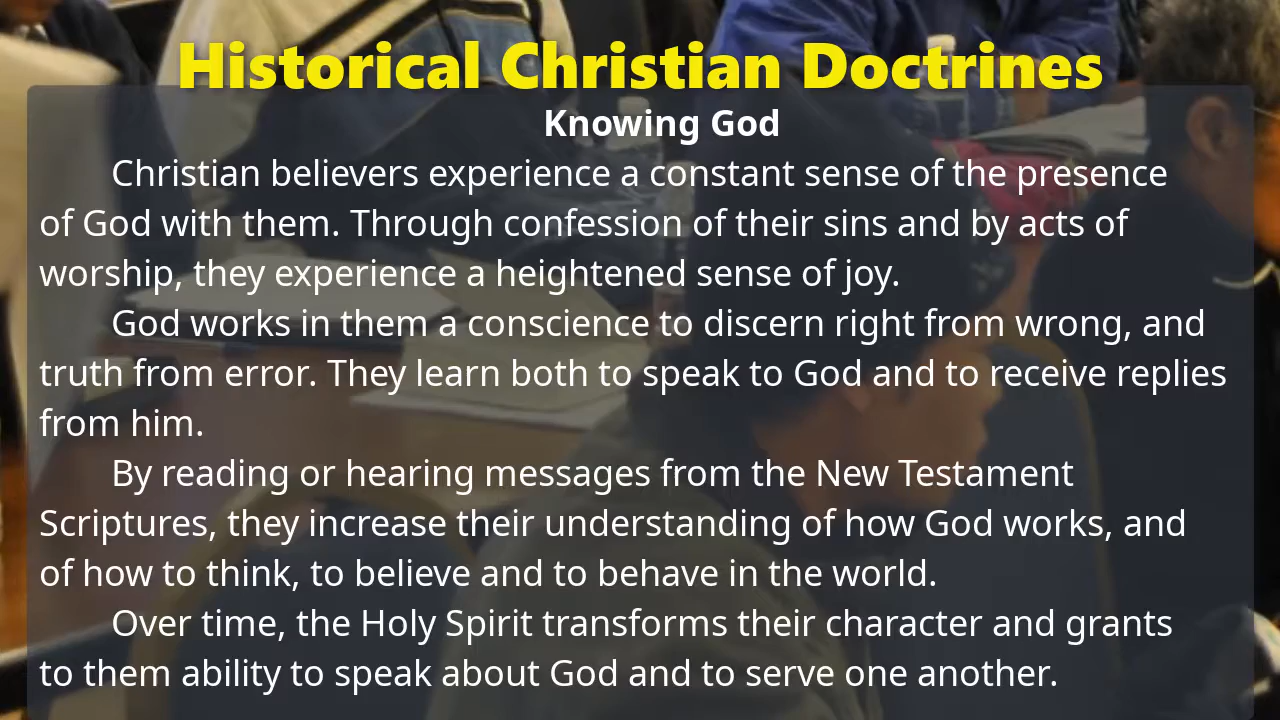 Historical Christian Doctrines
Knowing God
Christian believers experience a constant sense of the presence
of God with them. Through confession of their sins and by acts of
worship, they experience a heightened sense of joy.
God works in them a conscience to discern right from wrong, and
truth from error. They learn both to speak to God and to receive replies
from him.
By reading or hearing messages from the New Testament
Scriptures, they increase their understanding of how God works, and
of how to think, to believe and to behave in the world.
Over time, the Holy Spirit transforms their character and grants
to them ability to speak about God and to serve one another.